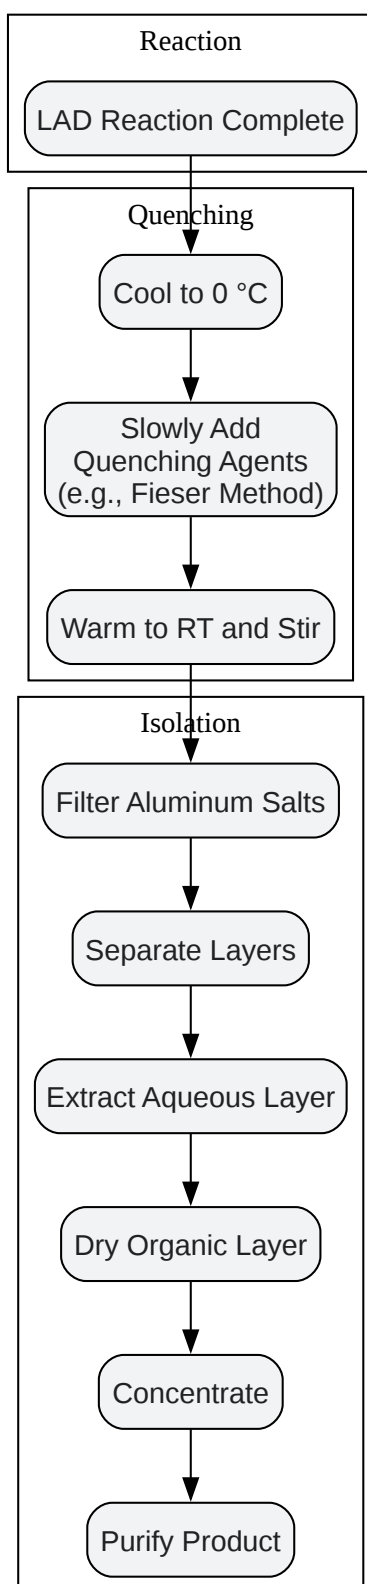 Reaction
LAD Reaction Complete
Quenching
Cool to 0 °C
Slowly Add
Quenching Agents
(e.g., Fieser Method)
Warm to RT and Stir
Isolation
Filter Aluminum Salts
Separate Layers
Extract Aqueous Layer
Dry Organic Layer
Concentrate
Purify Product